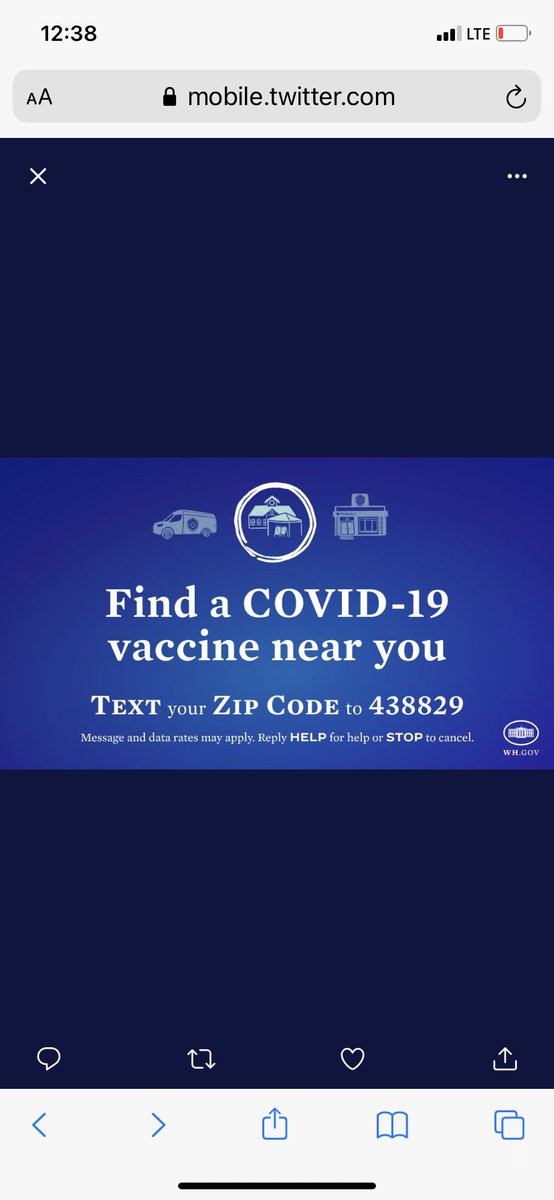 12:38
LTE
AA
mobile.twitter.com
Find a COVID-19
vaccine near you
TEXT your ZIP CODE to 438829
Message and data rates may apply. Reply HELP for help or STOP to cancel.
WH.GOV